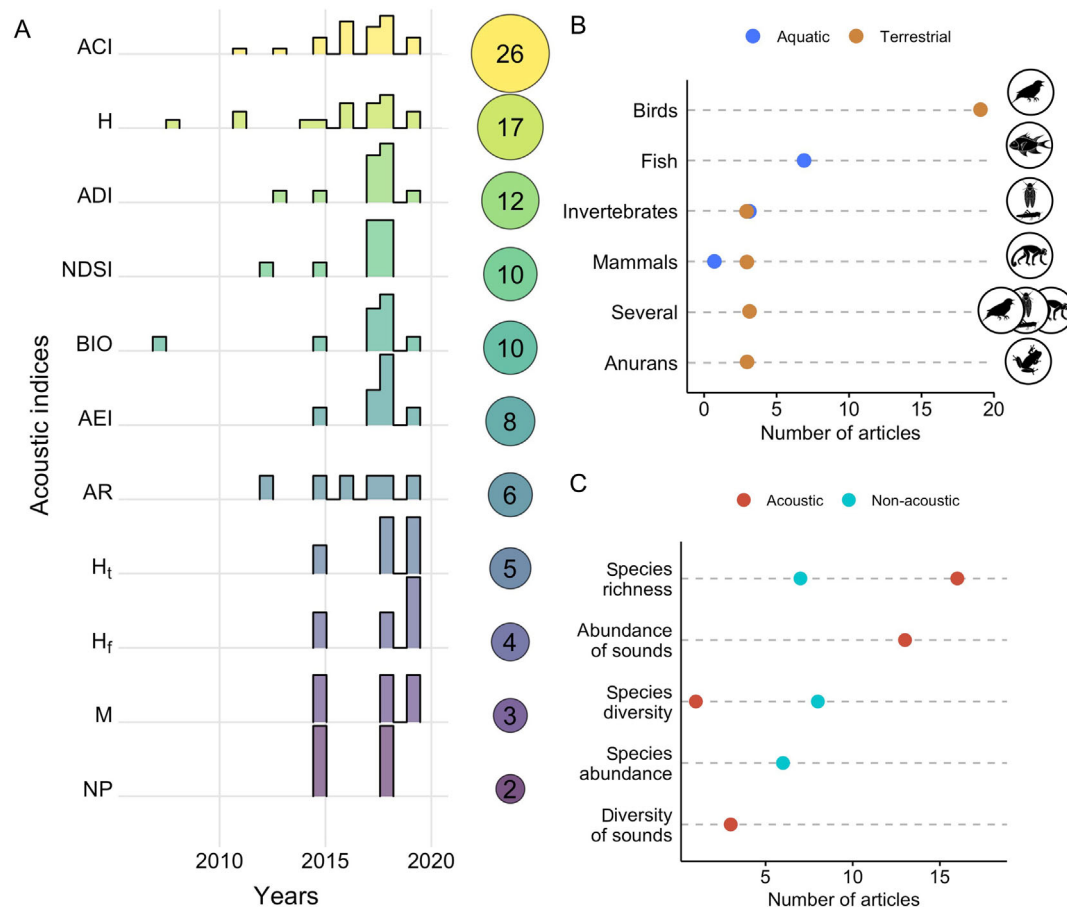 A
Acoustic indices
ACI
26
H
17
ADI
12
NDSI
10
BIO
10
AEI
8
AR
6
Ht
5
Hf
4
M
3
NP
2
2010 2015 2020
Years
B
Aquatic Terrestrial
Birds
Fish
Invertebrates
Mammals
Several
Anurans
0 5 10 15 20
Number of articles
C
Acoustic Non-acoustic
Species
richness
Abundance
of sounds
Species
diversity
Species
abundance
Diversity
of sounds
5 10 15
Number of articles